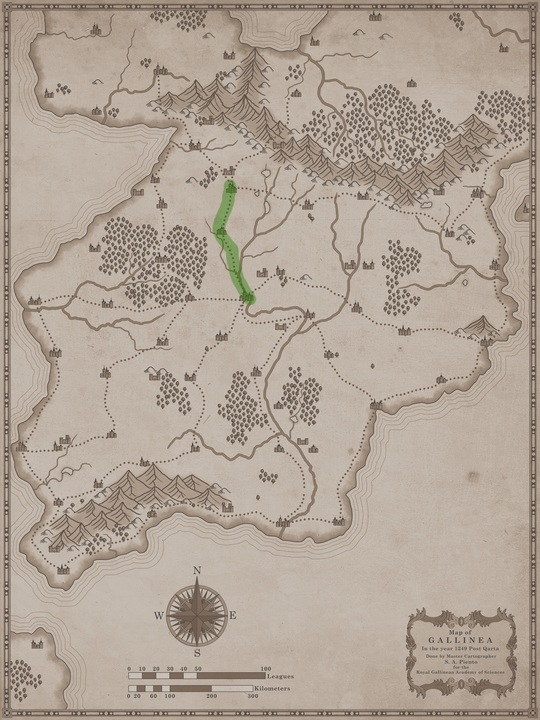 N
W
E
S
0 10 20 30 40 50 100
Leagues
Kilometers
0 20 60 100 200 300
Map of
GALLINEA
In the year 1249 Post Qarta
Done by Master Cartographer
S. A. Pirate
for the
Royal Gallinean Academy of Sciences